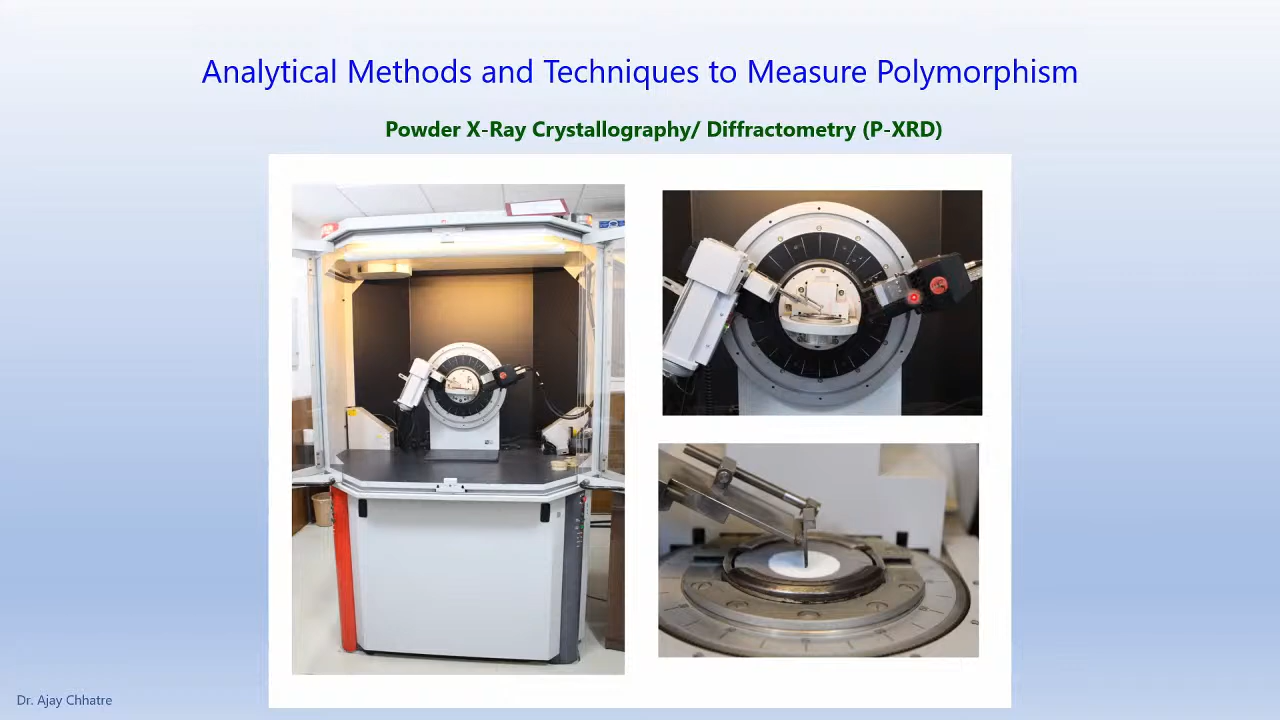 Analytical Methods and Techniques to Measure Polymorphism
Powder X-Ray Crystallography/ Diffractometry (P-XRD)
Dr. Ajay Chhatre